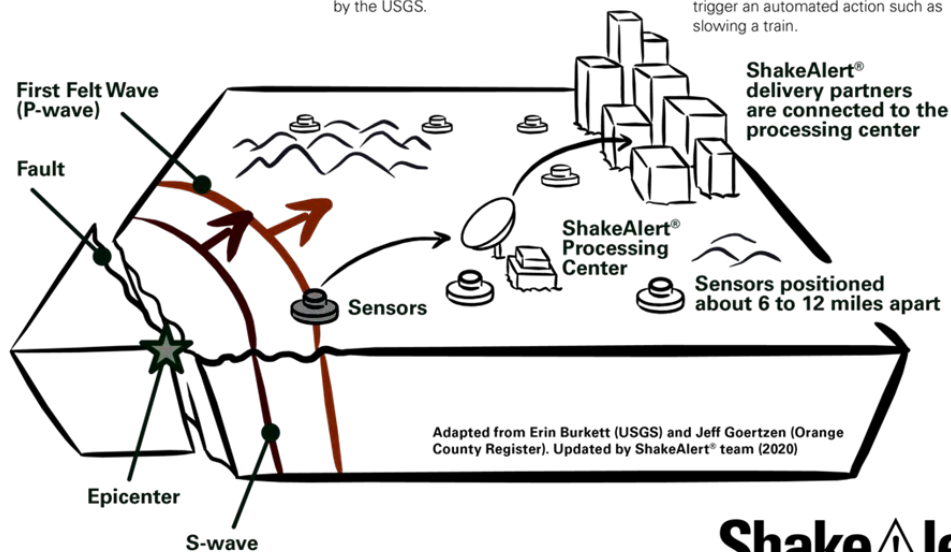 by the USGS.
trigger an automated action such as
slowing a train.
First Felt Wave
(P-wave)
ShakeAlert®
delivery partners
are connected to the
processing center
Fault
ShakeAlert®
Processing
Center
Sensors positioned
about 6 to 12 miles apart
Sensors
Adapted from Erin Burkett (USGS) and Jeff Goertzen (Orange
County Register). Updated by ShakeAlert® team (2020)
Epicenter
S-wave